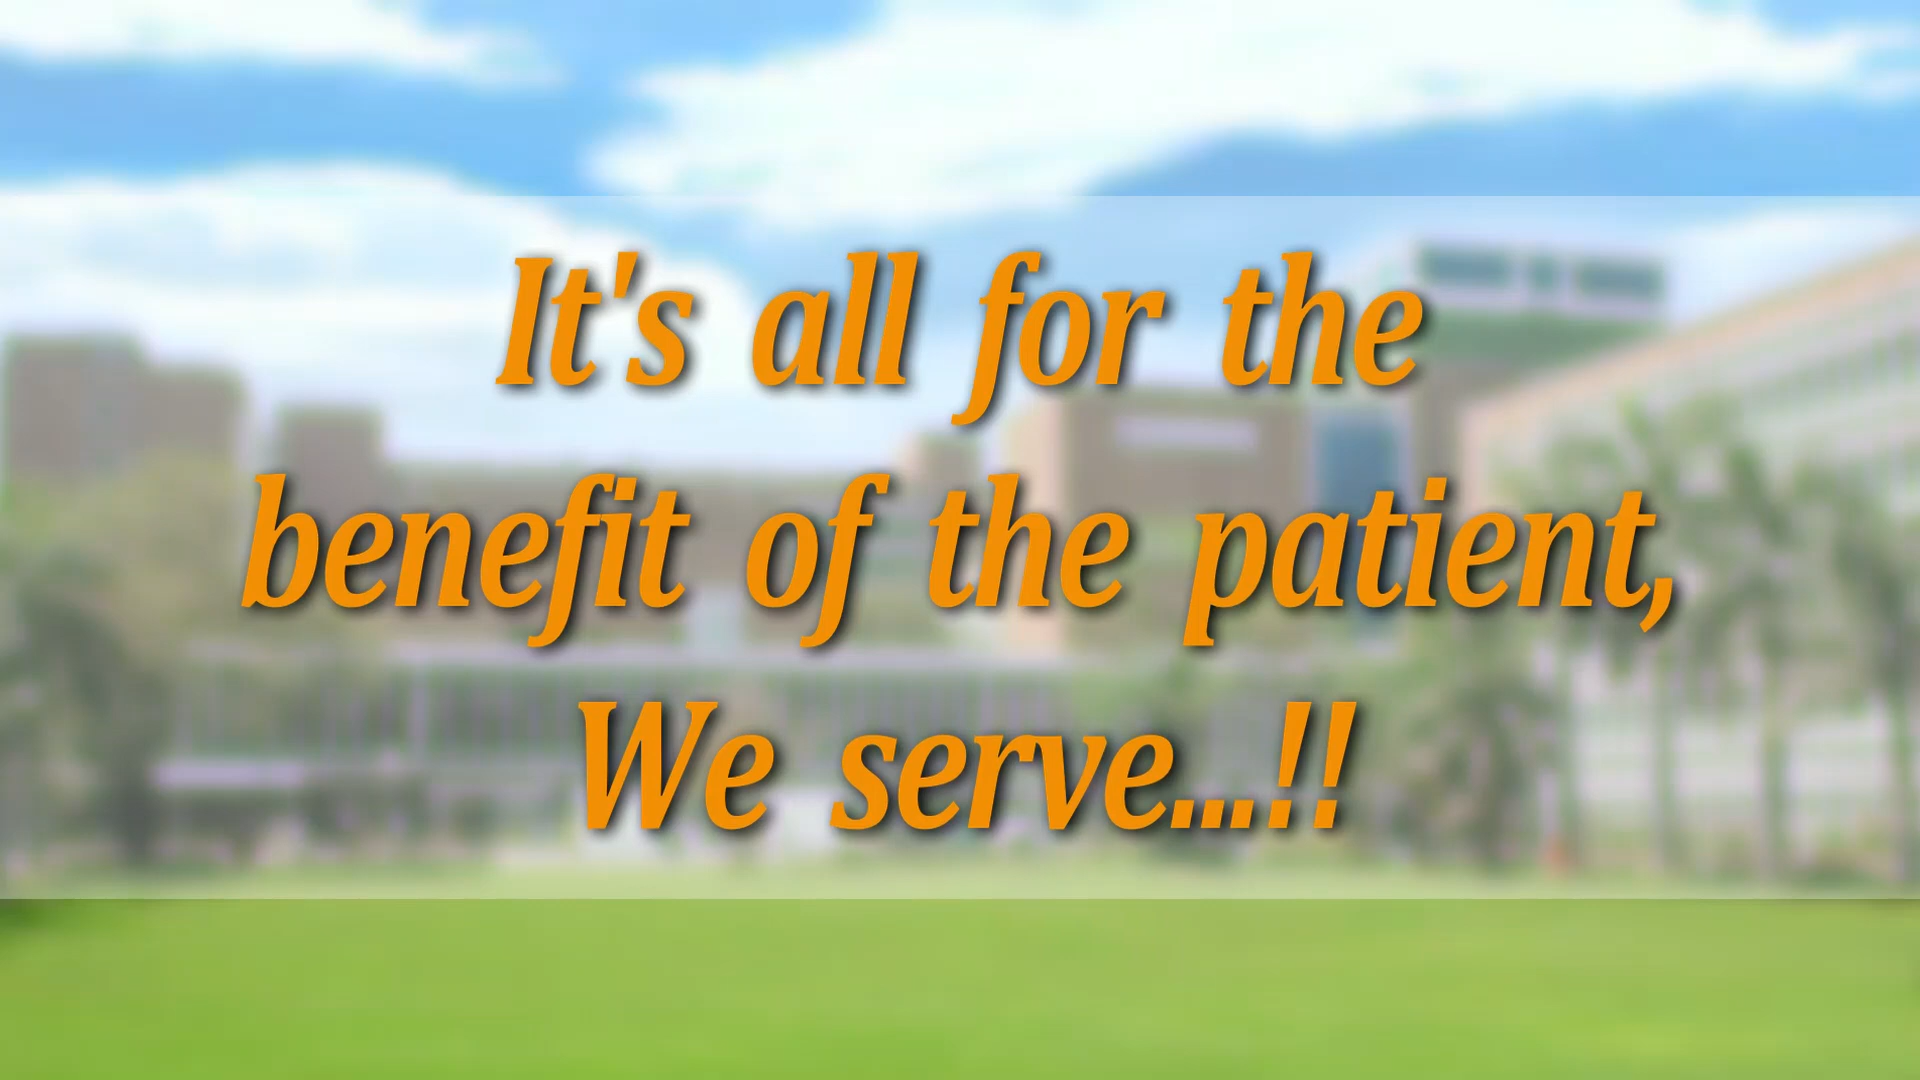 It's all for the
benefit of the patient,
We serve...!!